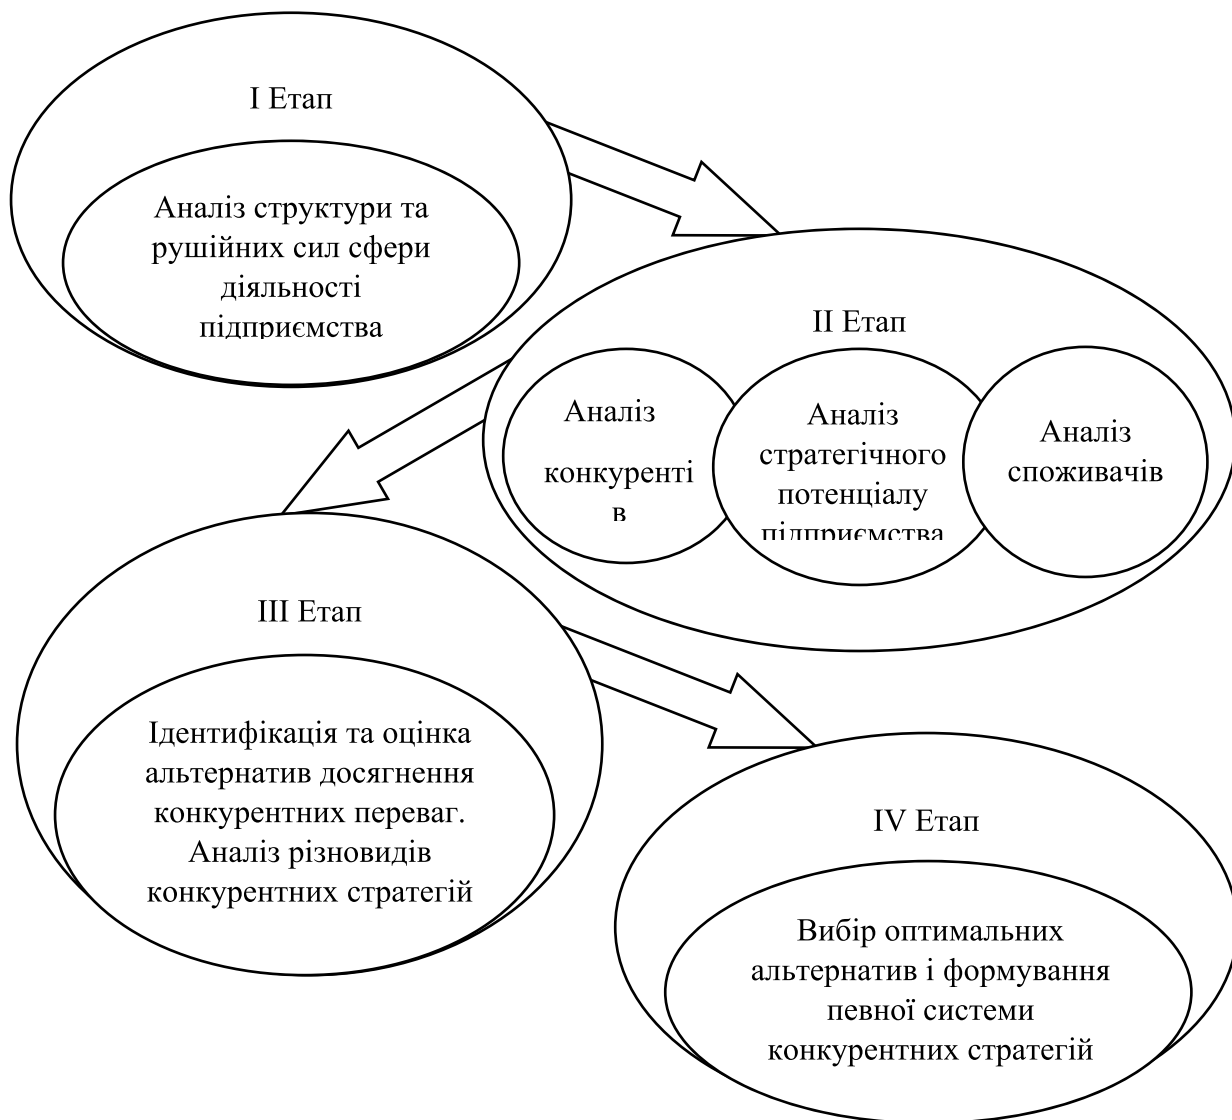 І Етап
Аналіз структури та
рушійних сил сфери
діяльності
підприємства
ІІ Етап
Аналіз
конкуренті
в
Аналіз
стратегічного
потенціалу
підприємства
Аналіз
споживачів
ІІІ Етап
Ідентифікація та оцінка
альтернатив досягнення
конкурентних переваг.
Аналіз різновидів
конкурентних стратегій
IV Етап
Вибір оптимальних
альтернатив і формування
певної системи
конкурентних стратегій